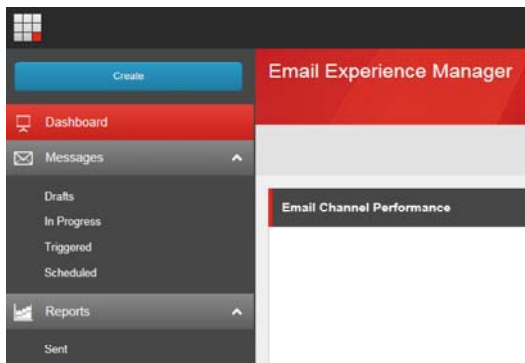 Create
Email Experience Manager
Dashboard
Messages
Drafts
In Progress
Triggered
Scheduled
Reports
Sent
Email Channel Performance